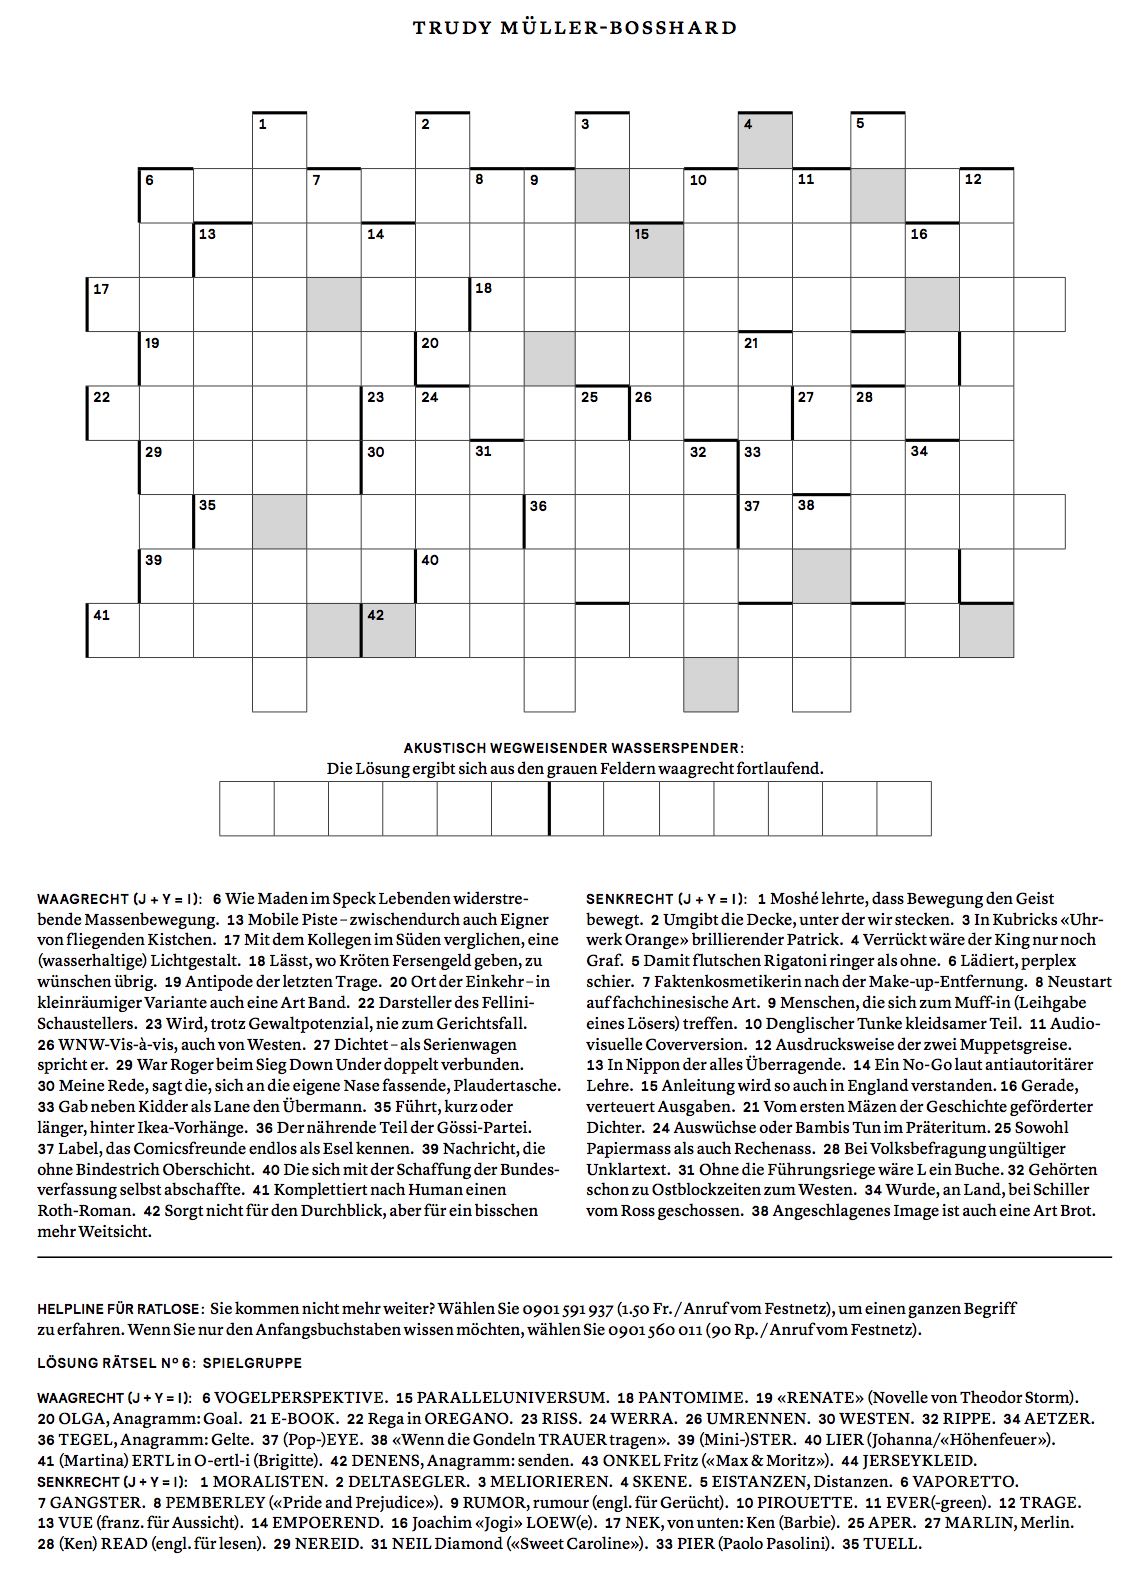 TRUDY MÜLLER-BOSSHARD
1 2 3 4 5
6 7 8 9 10 11 12
13 14 15 16
17 18
19 20 21
22 23 24 25 26 27 28
29 30 31 32 33 34
35 36 37 38
39 40
41 42
AKUSTISCH WEGWEISENDER WASSERSPENDER:
Die Lösung ergibt sich aus den grauen Feldern waagrecht fortlaufend.
WAAGRECHT (J + Y = I): 6 Wie Maden im Speck Lebenden widerstre-
bende Massenbewegung. 13 Mobile Piste – zwischendurch auch Eigner
von fliegenden Kistchen. 17 Mit dem Kollegen im Süden verglichen, eine
(wasserhaltige) Lichtgestalt. 18 Lässt, wo Kröten Fersengeld geben, zu
wünschen übrig. 19 Antipode der letzten Trage. 20 Ort der Einkehr – in
kleinräumiger Variante auch eine Art Band. 22 Darsteller des Fellini-
Schaustellers. 23 Wird, trotz Gewaltpotenzial, nie zum Gerichtsfall.
26 WNW-Vis-à-vis, auch von Westen. 27 Dichtet – als Serienwagen
spricht er. 29 War Roger beim Sieg Down Under doppelt verbunden.
30 Meine Rede, sagt die, sich an die eigene Nase fassende, Plaudertasche.
33 Gab neben Kidder als Lane den Übermann. 35 Führt, kurz oder
länger, hinter Ikea-Vorhänge. 36 Der nährende Teil der Gössi-Partei.
37 Label, das Comicsfreunde endlos als Esel kennen. 39 Nachricht, die
ohne Bindestrich Oberschicht. 40 Die sich mit der Schaffung der Bundes-
verfassung selbst abschaffte. 41 Komplettiert nach Human einen
Roth-Roman. 42 Sorgt nicht für den Durchblick, aber für ein bisschen
mehr Weitsicht.
SENKRECHT (J + Y = I): 1 Moshé lehrte, dass Bewegung den Geist
bewegt. 2 Umgibt die Decke, unter der wir stecken. 3 In Kubricks «Uhr-
werk Orange» brillierender Patrick. 4 Verrückt wäre der King nur noch
Graf. 5 Damit flutschen Rigatoni ringer als ohne. 6 Lädiert, perplex
schier. 7 Faktenkosmetikerin nach der Make-up-Entfernung. 8 Neustart
auf fachchinesische Art. 9 Menschen, die sich zum Muff-in (Leihgabe
eines Lösers) treffen. 10 Denglischer Tunke kleidsamer Teil. 11 Audio-
visuelle Coverversion. 12 Ausdrucksweise der zwei Muppetsgreise.
13 In Nippon der alles Überragende. 14 Ein No-Go laut antiautoritärer
Lehre. 15 Anleitung wird so auch in England verstanden. 16 Gerade,
verteuert Ausgaben. 21 Vom ersten Mäzen der Geschichte geförderter
Dichter. 24 Auswüchse oder Bambis Tun im Präteritum. 25 Sowohl
Papiermass als auch Rechenass. 28 Bei Volksbefragung ungültiger
Unklartext. 31 Ohne die Führungsriege wäre L ein Buche. 32 Gehörten
schon zu Ostblockzeiten zum Westen. 34 Wurde, an Land, bei Schiller
vom Ross geschossen. 38 Angeschlagenes Image ist auch eine Art Brot.
HELPLINE FÜR RATLOSE: Sie kommen nicht mehr weiter? Wählen Sie 0901 591 937 (1.50 Fr. / Anruf vom Festnetz), um einen ganzen Begriff
zu erfahren. Wenn Sie nur den Anfangsbuchstaben wissen möchten, wählen Sie 0901 560 011 (90 Rp. / Anruf vom Festnetz).
LÖSUNG RÄTSEL Nº 6: SPIELGRUPPE
WAAGRECHT (J + Y = I): 6 VOGELPERSPEKTIVE. 15 PARALLELUNIVERSUM. 18 PANTOMIME. 19 «RENATE» (Novelle von Theodor Storm).
20 OLGA, Anagramm: Goal. 21 E-BOOK. 22 Rega in OREGANO. 23 RISS. 24 WERRA. 26 UMRENNEN. 30 WESTEN. 32 RIPPE. 34 AETZER.
36 TEGEL, Anagramm: Gelte. 37 (Pop-)EYE. 38 «Wenn die Gondeln TRAUER tragen». 39 (Mini-)STER. 40 LIER (Johanna/«Höhenfeuer»).
41 (Martina) ERTL in O-ertl-i (Brigitte). 42 DENENS, Anagramm: senden. 43 ONKEL Fritz («Max & Moritz»). 44 JERSEYKLEID.
SENKRECHT (J + Y = I): 1 MORALISTEN. 2 DELTASEGLER. 3 MELIORIEREN. 4 SKENE. 5 EISTANZEN, Distanzen. 6 VAPORETTO.
7 GANGSTER. 8 PEMBERLEY («Pride and Prejudice»). 9 RUMOR, rumour (engl. für Gerücht). 10 PIROUETTE. 11 EVER(-green). 12 TRAGE.
13 VUE (franz. für Aussicht). 14 EMPOEREND. 16 Joachim «Jogi» LOEW(e). 17 NEK, von unten: Ken (Barbie). 25 APER. 27 MARLIN, Merlin.
28 (Ken) READ (engl. für lesen). 29 NEREID. 31 NEIL Diamond («Sweet Caroline»). 33 PIER (Paolo Pasolini). 35 TUELL.